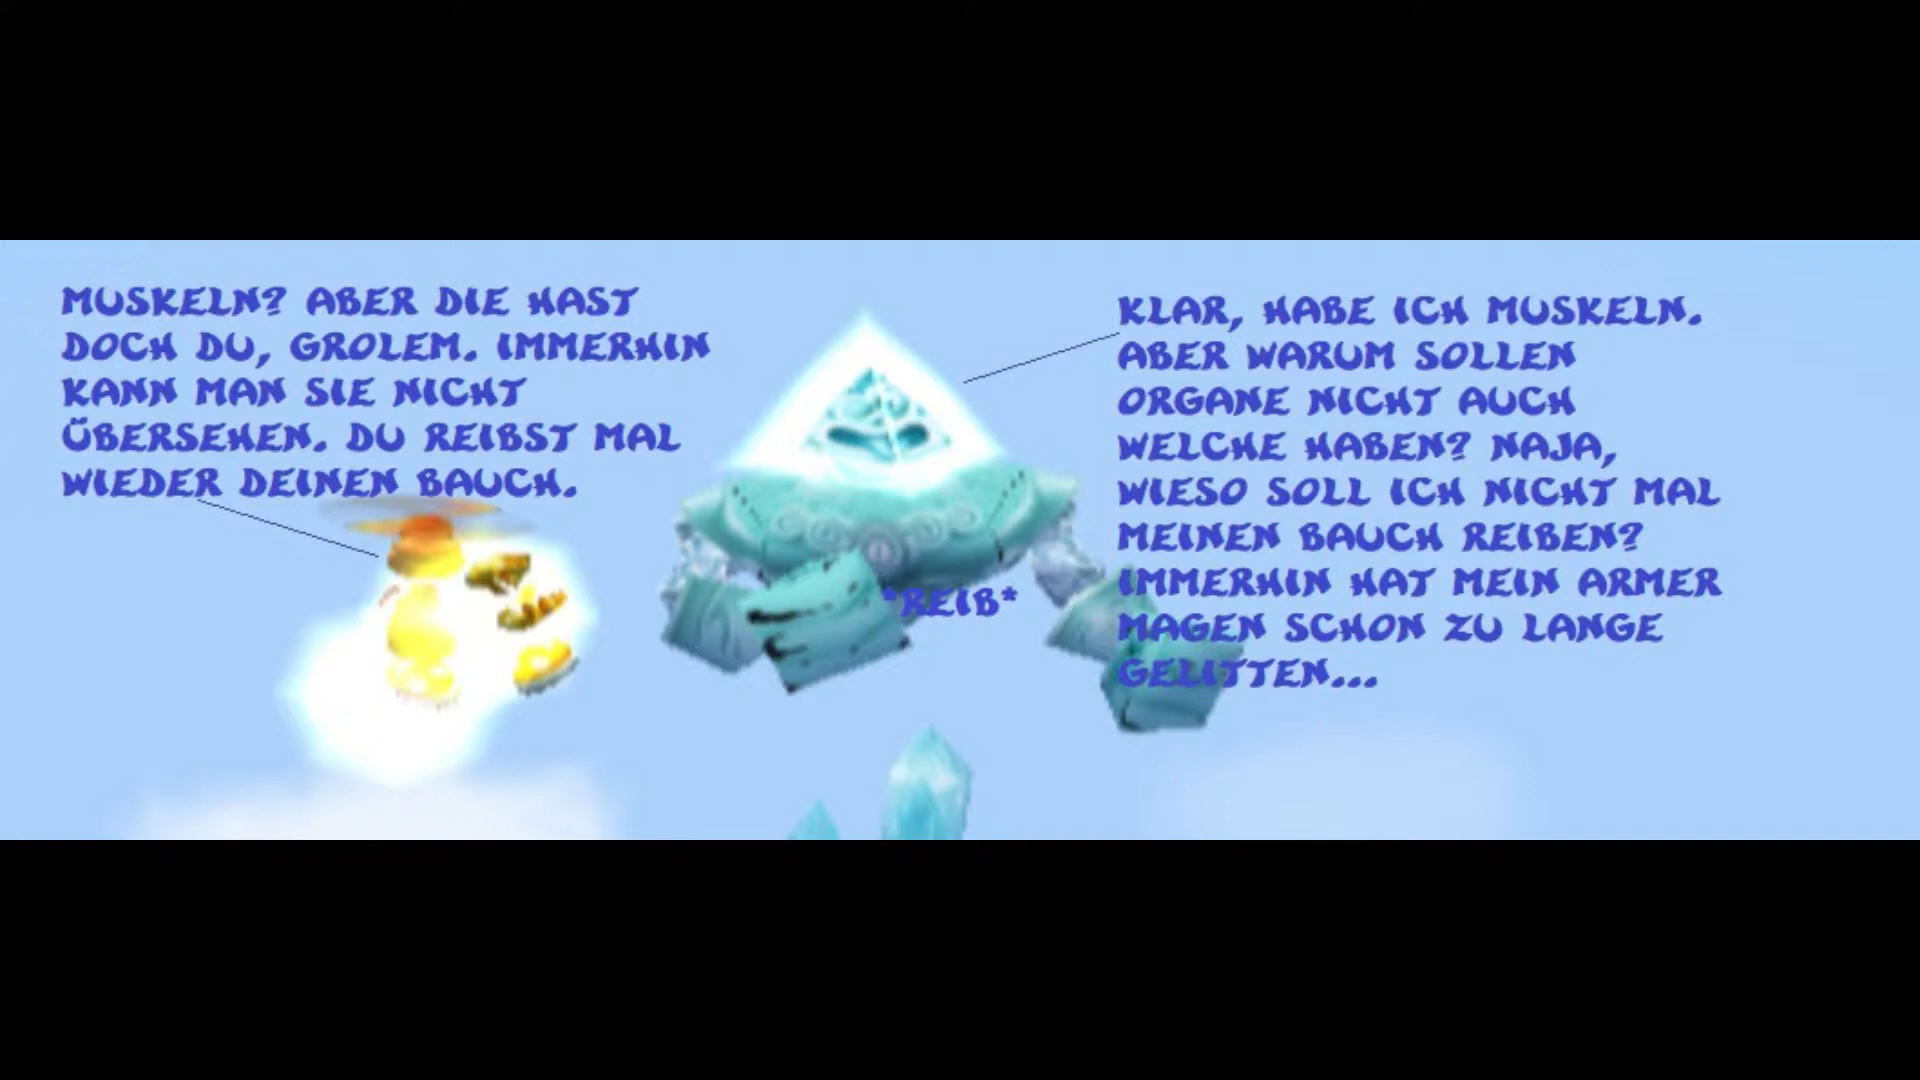 MUSKELN? ABER DIE HAST
DOCH DU, GROLEM. IMMERHIN
KANN MAN SIE NICHT
ÜBERSEHEN. DU REIBST MAL
WIEDER DEINEN BAUCH.
KLAR, HABE ICH MUSKELN.
ABER WARUM SOLLEN
ORGANE NICHT AUCH
WELCHE HABEN? NAJA,
WIESO SOLL ICH NICHT MAL
MEINEN BAUCH REIBEN?
IMMERHIN HAT MEIN ARMER
MAGEN SCHON ZU LANGE
GELITTEN...
*REIB*